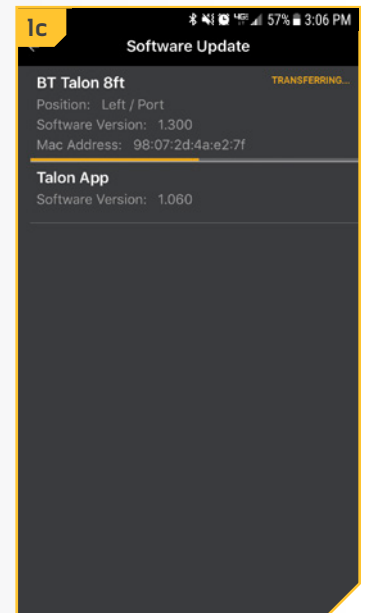 1c
57% 3:06 PM
Software Update
BT Talon 8ft TRANSFERRING...
Position: Left / Port
Software Version: 1.300
Mac Address: 98:07:2d:4a:e2:7f
Talon App
Software Version: 1.060